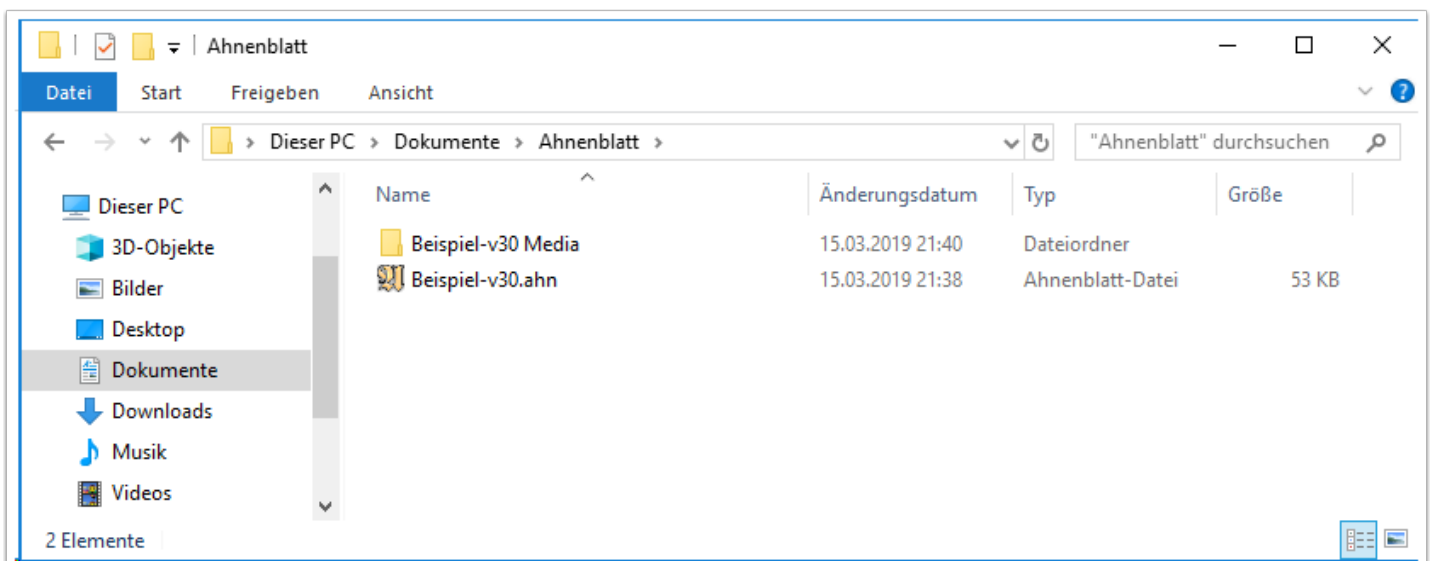 Ahnenblatt
Datei Start Freigeben Ansicht
Dieser PC Dokumente Ahnenblatt "Ahnenblatt" durchsuchen
Dieser PC
3D-Objekte
Bilder
Desktop
Dokumente
Downloads
Musik
Videos
Name Änderungsdatum Typ Größe
Beispiel-v30 Media 15.03.2019 21:40 Dateiordner
Beispiel-v30.ahn 15.03.2019 21:38 Ahnenblatt-Datei 53 KB
2 Elemente